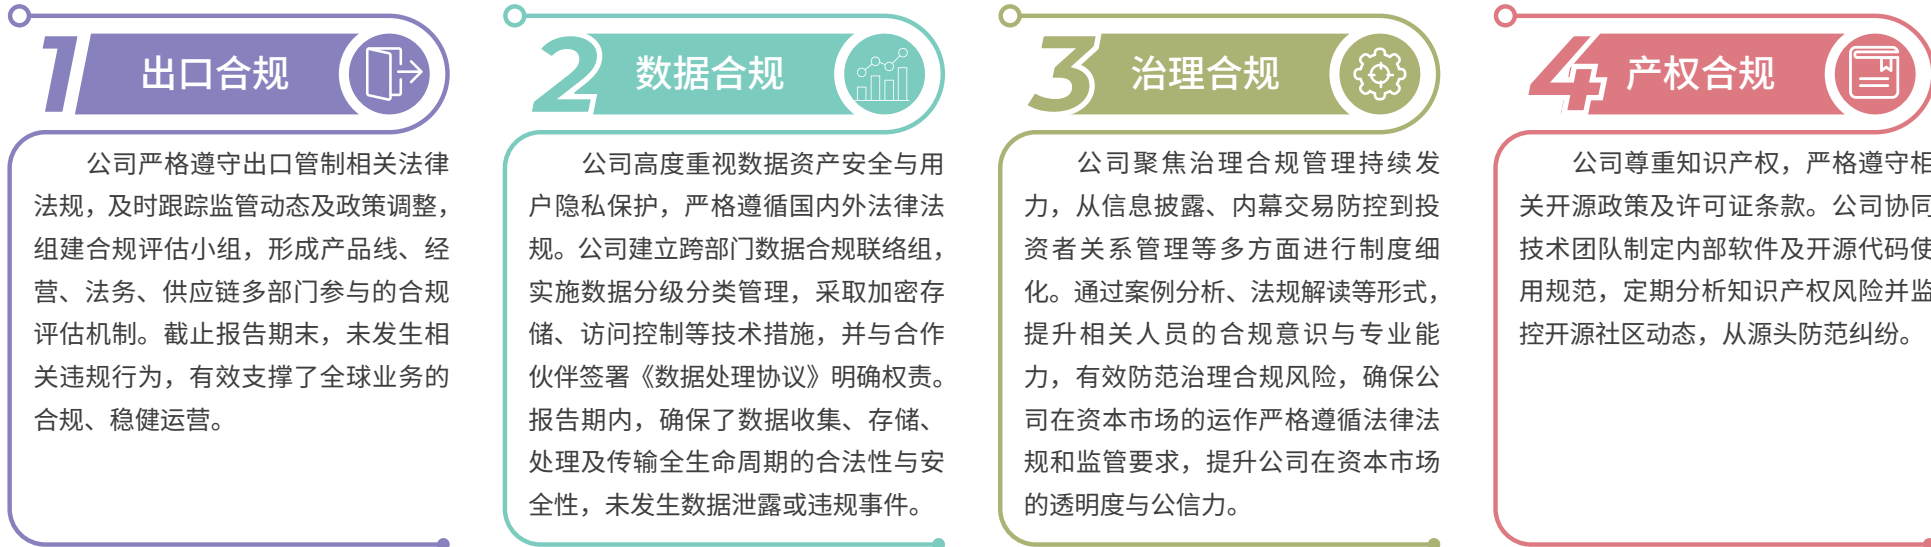 1 出口合规
公司严格遵守出口管制相关法律
法规，及时跟踪监管动态及政策调整，
组建合规评估小组，形成产品线、经
营、法务、供应链多部门参与的合规
评估机制。截止报告期末，未发生相
关违规行为，有效支撑了全球业务的
合规、稳健运营。
2 数据合规
公司高度重视数据资产安全与用
户隐私保护，严格遵循国内外法律法
规。公司建立跨部门数据合规联络组，
实施数据分级分类管理，采取加密存
储、访问控制等技术措施，并与合作
伙伴签署《数据处理协议》明确权责。
报告期内，确保了数据收集、存储、
处理及传输全生命周期的合法性与安
全性，未发生数据泄露或违规事件。
3 治理合规
公司聚焦治理合规管理持续发
力，从信息披露、内幕交易防控到投
资者关系管理等多方面进行制度细
化。通过案例分析、法规解读等形式，
提升相关人员的合规意识与专业能
力，有效防范治理合规风险，确保公
司在资本市场的运作严格遵循法律法
规和监管要求，提升公司在资本市场
的透明度与公信力。
4 产权合规
公司尊重知识产权，严格遵守相
关开源政策及许可证条款。公司协同
技术团队制定内部软件及开源代码使
用规范，定期分析知识产权风险并监
控开源社区动态，从源头防范纠纷。